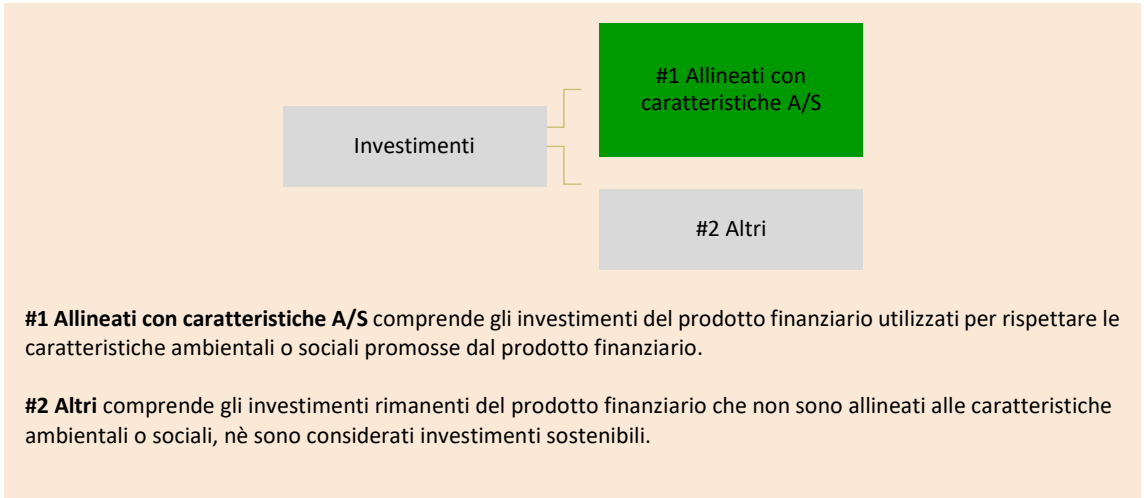 #1 Allineati con
caratteristiche A/S
Investimenti
#2 Altri
#1 Allineati con caratteristiche A/S comprende gli investimenti del prodotto finanziario utilizzati per rispettare le
caratteristiche ambientali o sociali promosse dal prodotto finanziario.
#2 Altri comprende gli investimenti rimanenti del prodotto finanziario che non sono allineati alle caratteristiche
ambientali o sociali, nè sono considerati investimenti sostenibili.